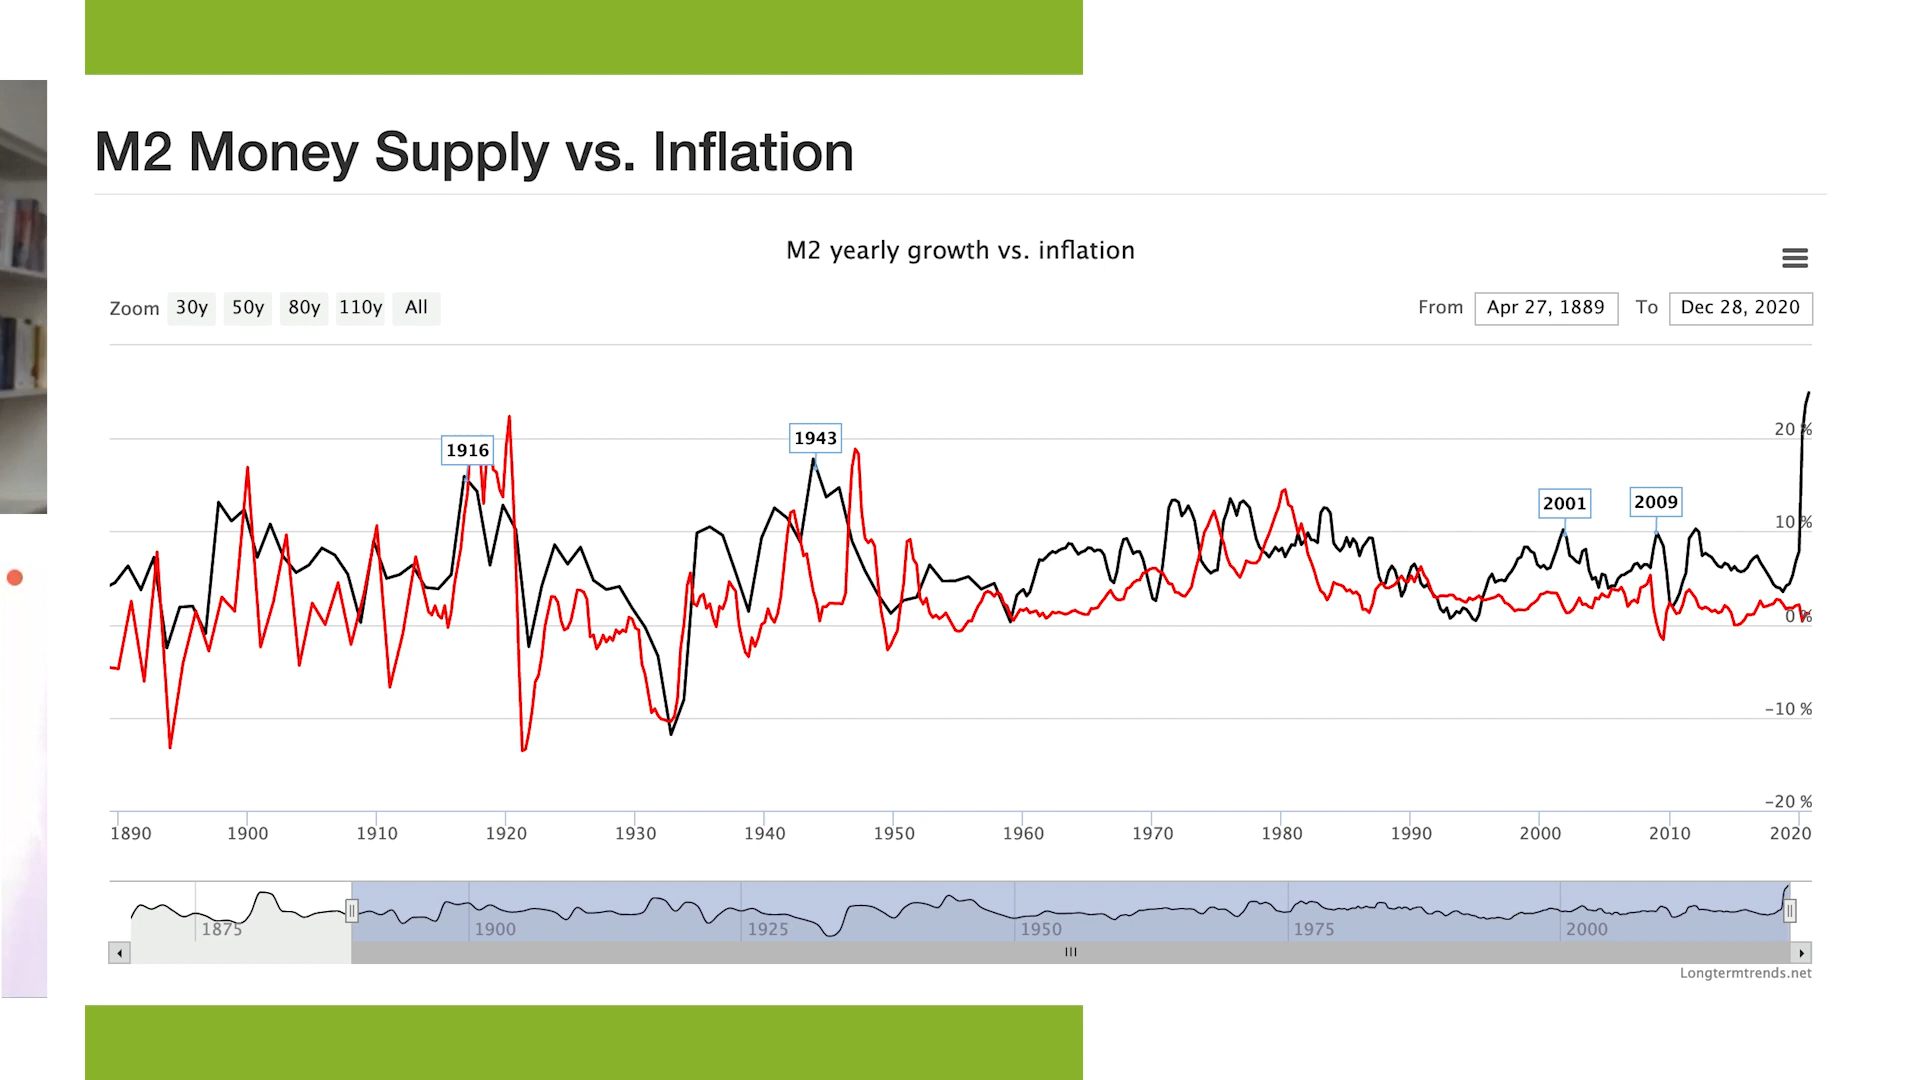 M2 Money Supply vs. Inflation
M2 yearly growth vs. inflation
Zoom 30y 50y 80y 110y All From Apr 27, 1889 To Dec 28, 2020
1916
1943
2001
2009
20 %
10 %
0 %
−10 %
−20 %
1890 1900 1910 1920 1930 1940 1950 1960 1970 1980 1990 2000 2010 2020
1875 1900 1925 1950 1975 2000
Longtermtrends.net